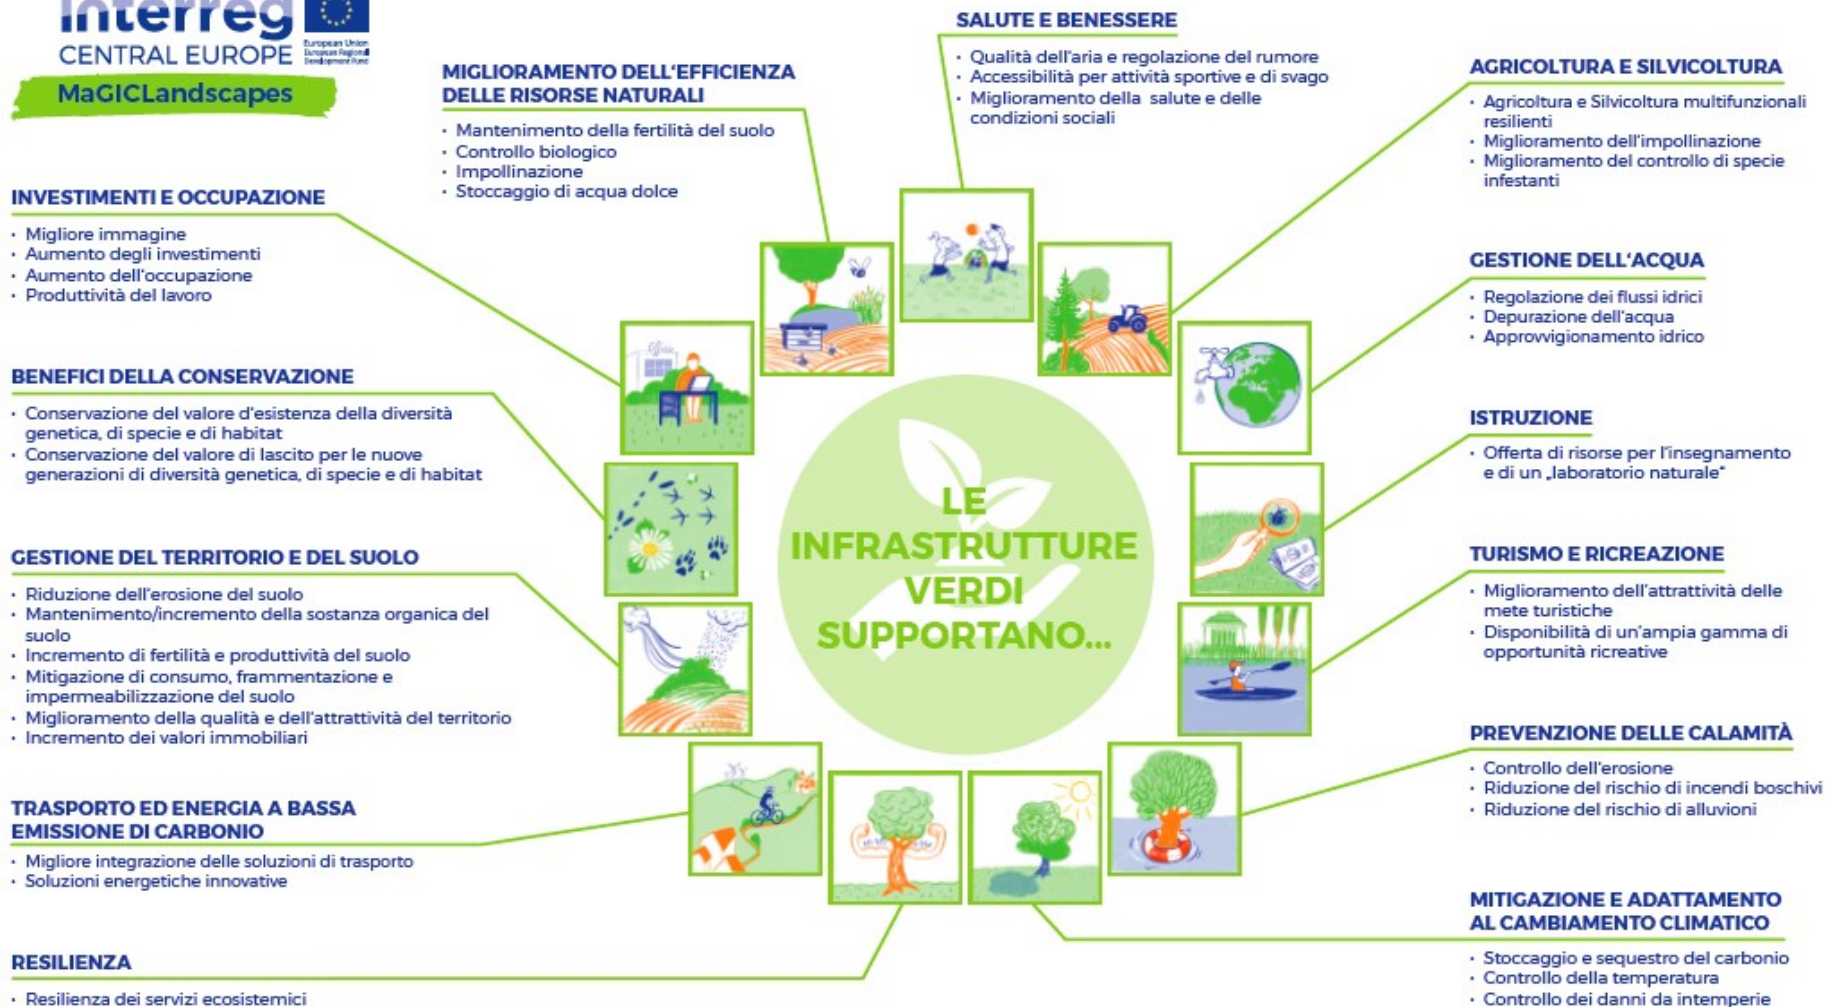 Interreg
CENTRAL EUROPE
European Union
European Regional
Development Fund
MaGICLandscapes
MIGLIORAMENTO DELL'EFFICIENZA
DELLE RISORSE NATURALI
· Mantenimento della fertilità del suolo
· Controllo biologico
· Impollinazione
· Stoccaggio di acqua dolce
SALUTE E BENESSERE
· Qualità dell'aria e regolazione del rumore
· Accessibilità per attività sportive e di svago
· Miglioramento della salute e delle
condizioni sociali
AGRICOLTURA E SILVICOLTURA
· Agricoltura e Silvicoltura multifunzionali
resilienti
· Miglioramento dell'impollinazione
· Miglioramento del controllo di specie
infestanti
INVESTIMENTI E OCCUPAZIONE
· Migliore immagine
· Aumento degli investimenti
· Aumento dell'occupazione
· Produttività del lavoro
GESTIONE DELL'ACQUA
· Regolazione dei flussi idrici
· Depurazione dell'acqua
· Approvvigionamento idrico
BENEFICI DELLA CONSERVAZIONE
· Conservazione del valore d'esistenza della diversità
genetica, di specie e di habitat
· Conservazione del valore di lascito per le nuove
generazioni di diversità genetica, di specie e di habitat
Office
ISTRUZIONE
· Offerta di risorse per l'insegnamento
e di un „laboratorio naturale“
LE
INFRASTRUTTURE
VERDI
SUPPORTANO...
GESTIONE DEL TERRITORIO E DEL SUOLO
· Riduzione dell'erosione del suolo
· Mantenimento/incremento della sostanza organica del
suolo
· Incremento di fertilità e produttività del suolo
· Mitigazione di consumo, frammentazione e
impermeabilizzazione del suolo
· Miglioramento della qualità e dell'attrattività del territorio
· Incremento dei valori immobiliari
TURISMO E RICREAZIONE
· Miglioramento dell'attrattività delle
mete turistiche
· Disponibilità di un'ampia gamma di
opportunità ricreative
PREVENZIONE DELLE CALAMITÀ
· Controllo dell'erosione
· Riduzione del rischio di incendi boschivi
· Riduzione del rischio di alluvioni
TRASPORTO ED ENERGIA A BASSA
EMISSIONE DI CARBONIO
· Migliore integrazione delle soluzioni di trasporto
· Soluzioni energetiche innovative
MITIGAZIONE E ADATTAMENTO
AL CAMBIAMENTO CLIMATICO
· Stoccaggio e sequestro del carbonio
· Controllo della temperatura
· Controllo dei danni da intemperie
RESILIENZA
· Resilienza dei servizi ecosistemici